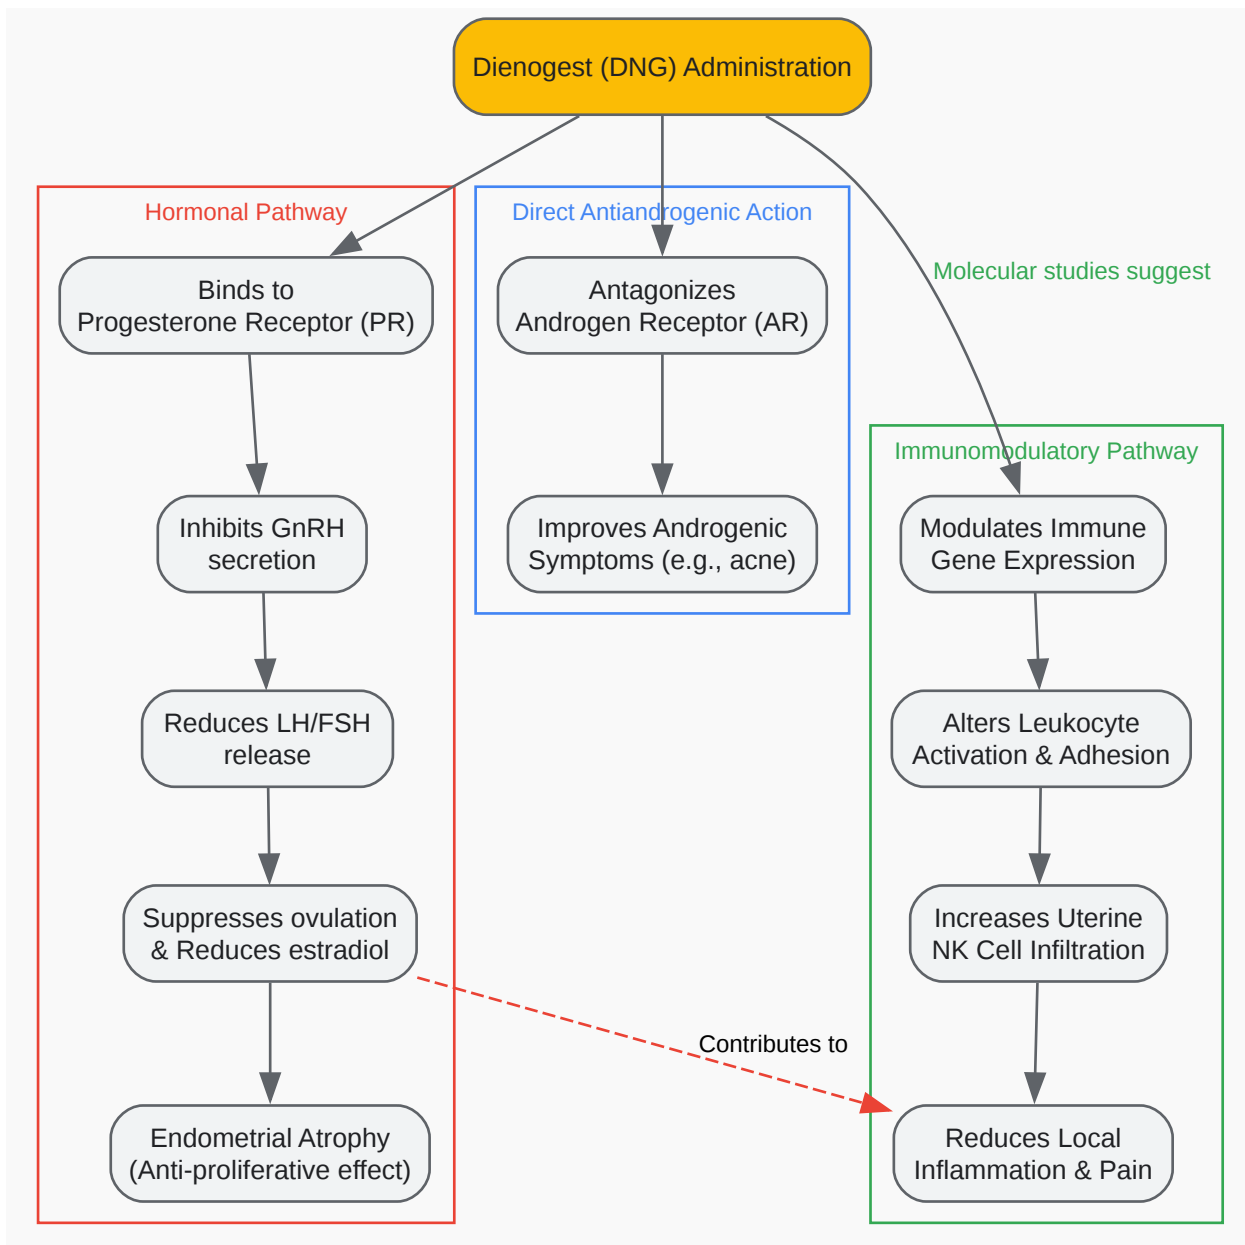 Dienogest (DNG) Administration
Hormonal Pathway
Binds to
Progesterone Receptor (PR)
Inhibits GnRH
secretion
Reduces LH/FSH
release
Suppresses ovulation
& Reduces estradiol
Endometrial Atrophy
(Anti-proliferative effect)
Direct Antiandrogenic Action
Antagonizes
Androgen Receptor (AR)
Improves Androgenic
Symptoms (e.g., acne)
Molecular studies suggest
Immunomodulatory Pathway
Modulates Immune
Gene Expression
Alters Leukocyte
Activation & Adhesion
Increases Uterine
NK Cell Infiltration
Contributes to
Reduces Local
Inflammation & Pain